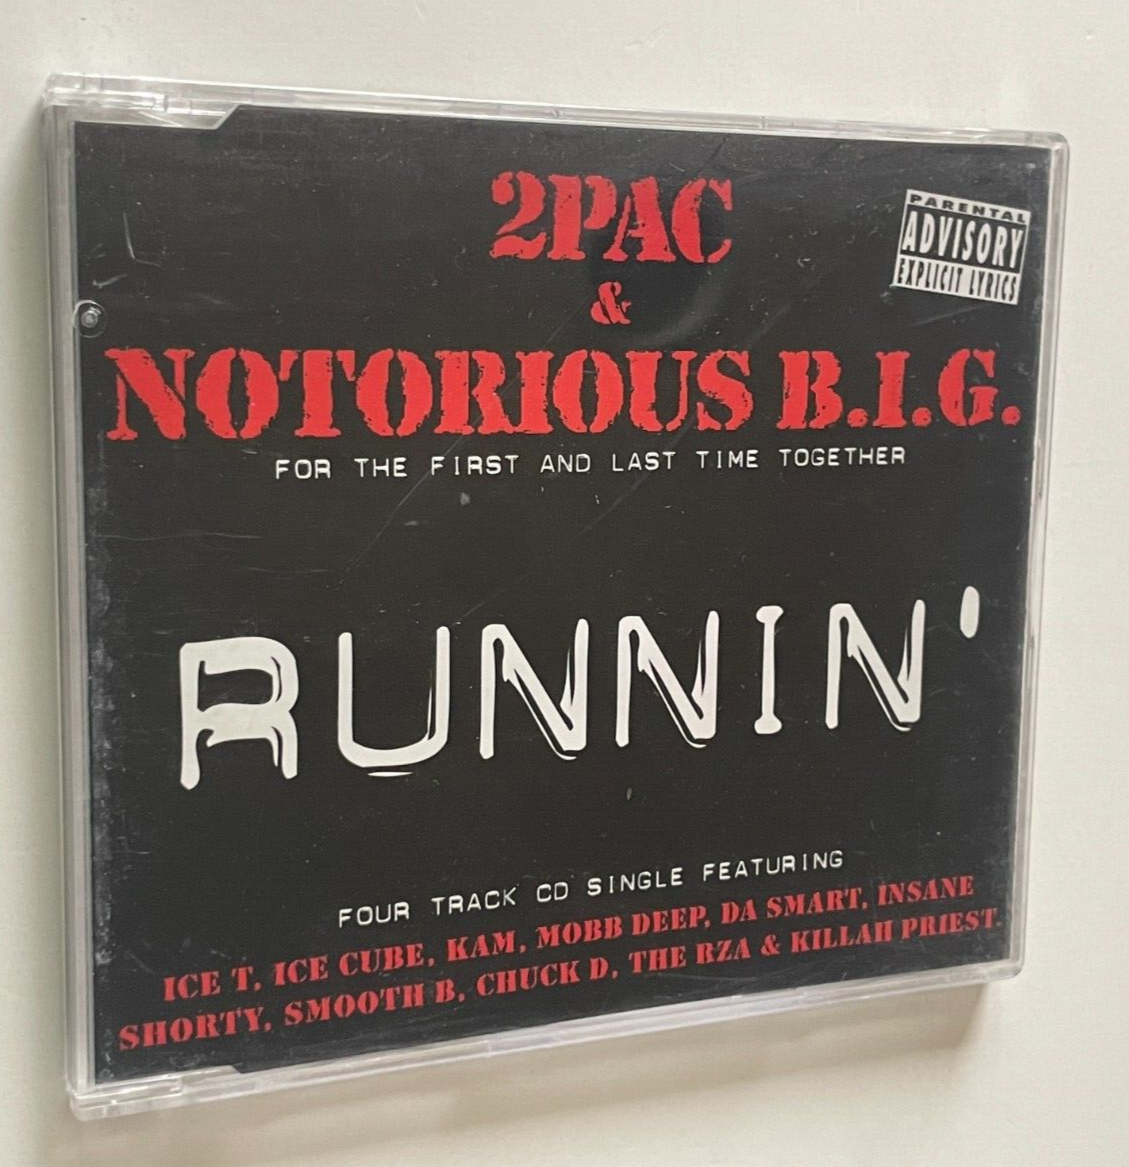 2PAC
&
NOTORIOUS B.I.G.
FOR THE FIRST AND LAST TIME TOGETHER
PARENTAL
ADVISORY
EXPLICIT LYRICS
RUNNIN'
FOUR TRACK CD SINGLE FEATURING
ICE T, ICE CUBE, KAM, MOBB DEEP, DA SMART, INSANE
SHORTY, SMOOTH B, CHUCK D, THE RZA & KILLAH PRIEST.